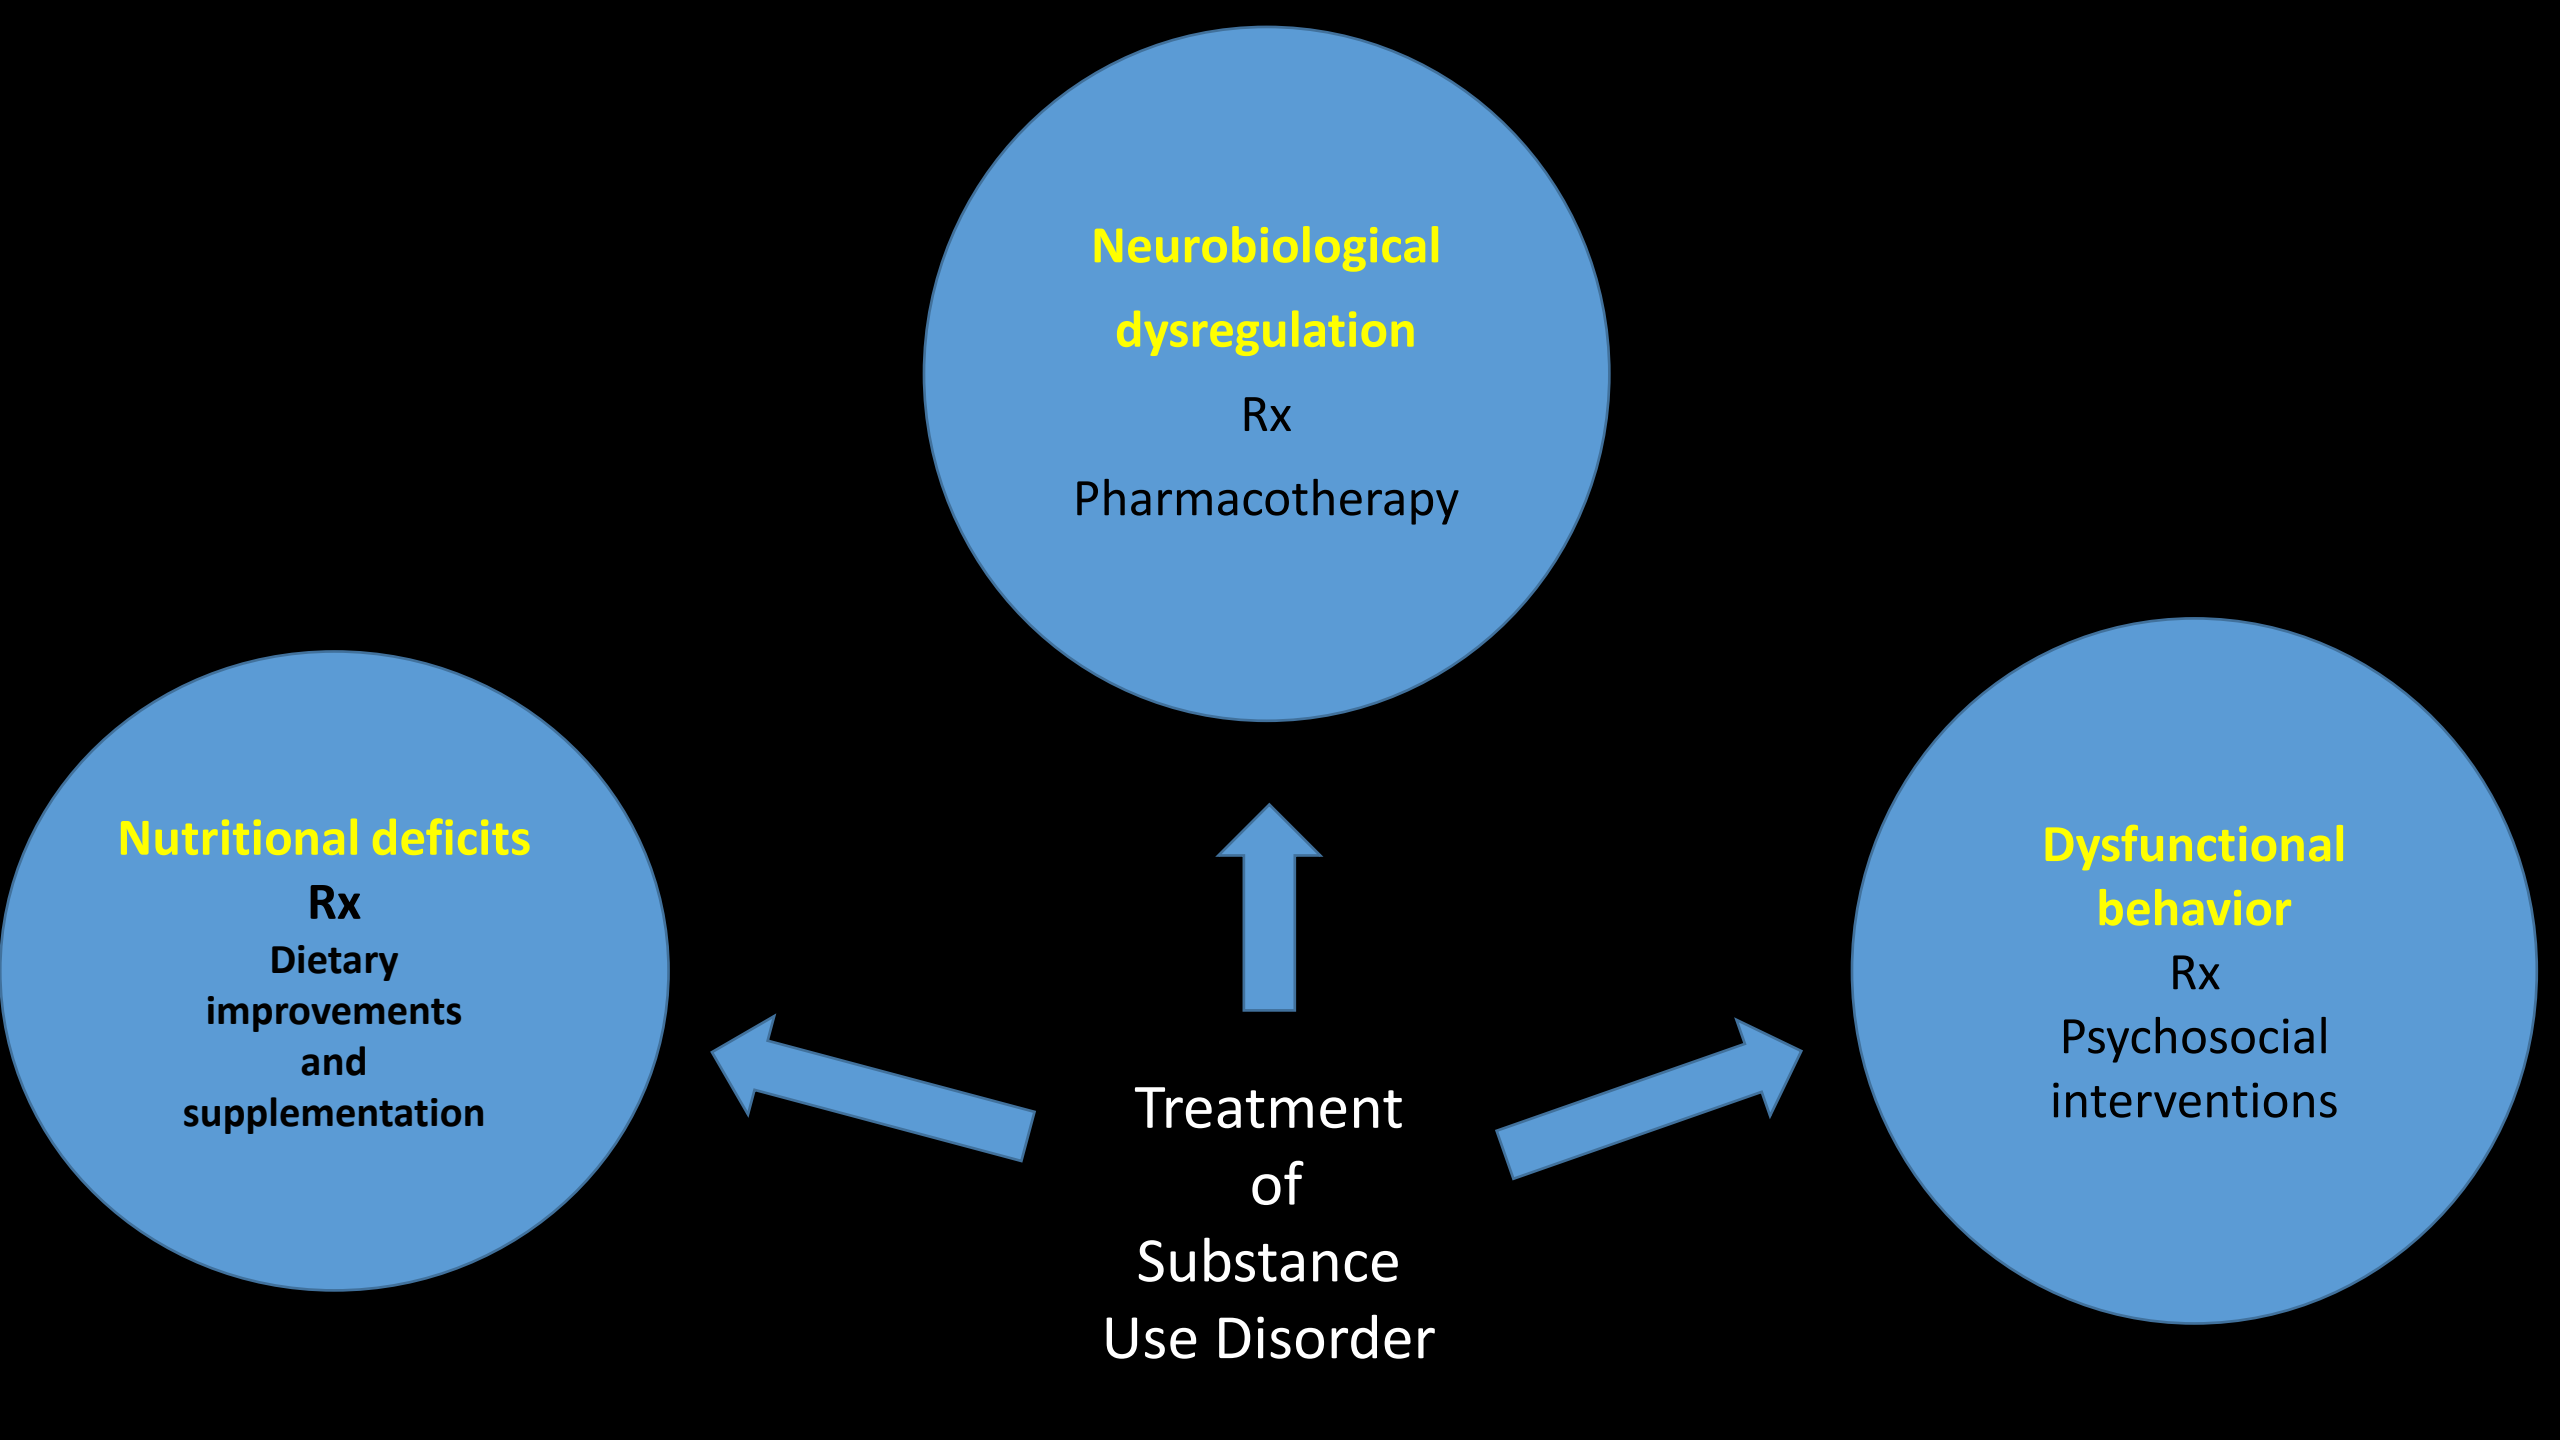 Neurobiological
dysregulation
Rx
Pharmacotherapy
Nutritional deficits
Rx
Dietary
improvements
and
supplementation
Dysfunctional
behavior
Rx
Psychosocial
interventions
Treatment
of
Substance
Use Disorder